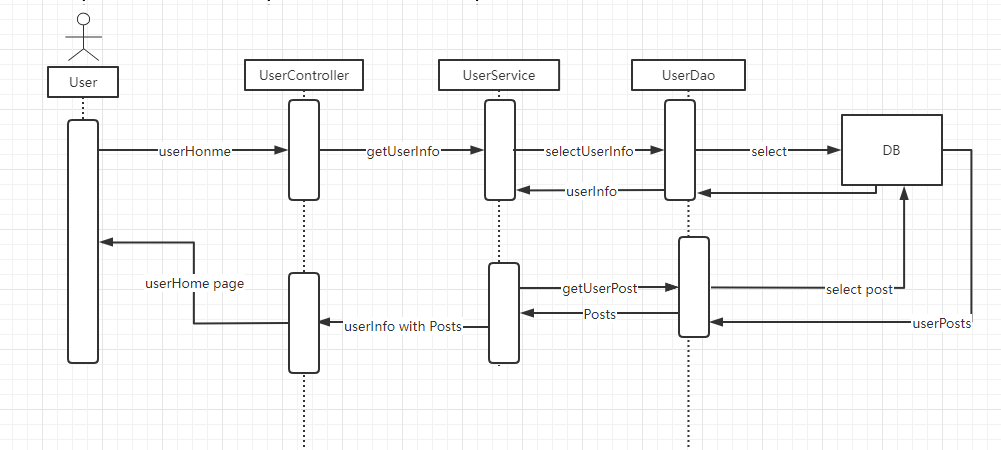 User
UserController
UserService
UserDao
userHonme
getUserInfo
selectUserInfo
select
DB
userInfo
userHome page
getUserPost
select post
Posts
userInfo with Posts
userPosts